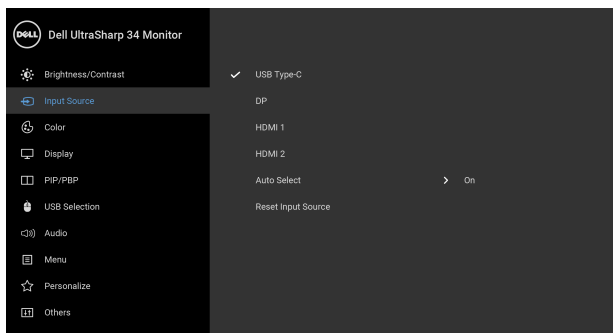 DELL Dell UltraSharp 34 Monitor
Brightness/Contrast
Input Source
Color
Display
PIP/PBP
USB Selection
Audio
Menu
Personalize
Others
USB Type-C
DP
HDMI 1
HDMI 2
Auto Select On
Reset Input Source